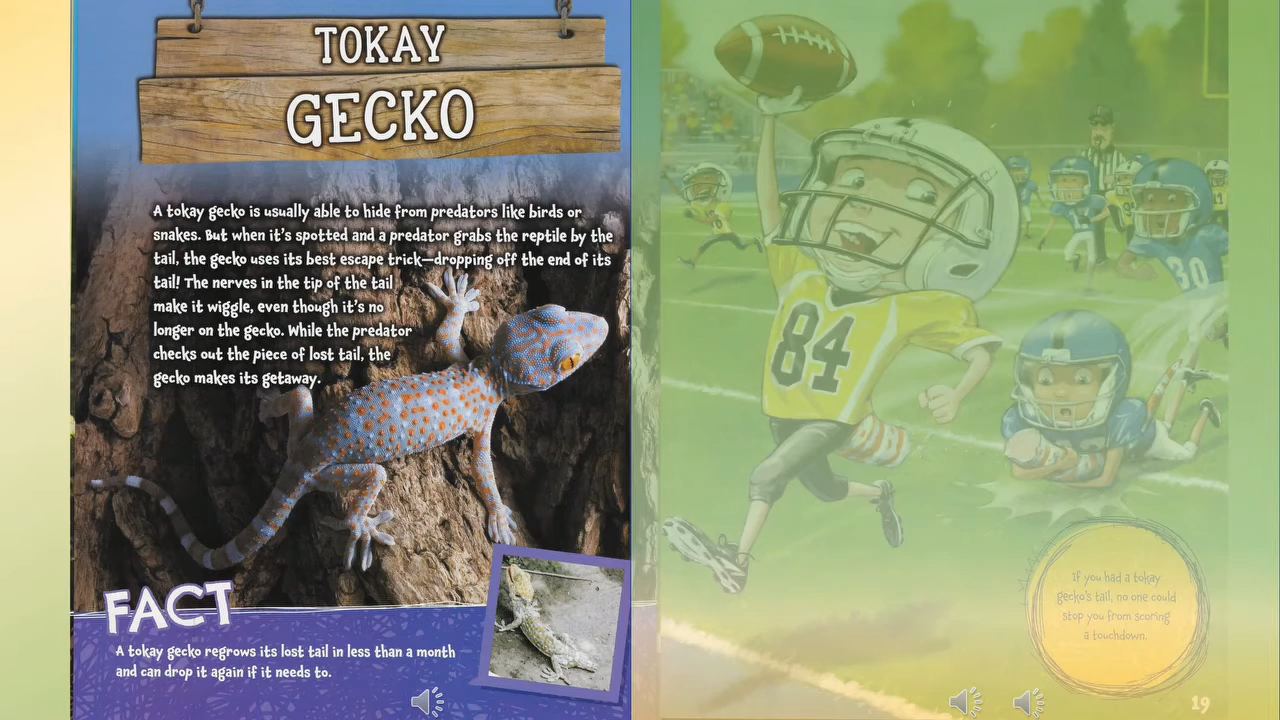 TOKAY
GECKO
A tokay gecko is usually able to hide from predators like birds or
snakes. But when it's spotted and a predator grabs the reptile by the
tail, the gecko uses its best escape trick—dropping off the end of its
tail! The nerves in the tip of the tail
make it wiggle, even though it's no
longer on the gecko. While the predator
checks out the piece of lost tail, the
gecko makes its getaway.
FACT
A tokay gecko regrows its lost tail in less than a month
and can drop it again if it needs to.
84
30
If you had a tokay
gecko's tail, no one could
stop you from scoring
a touchdown.
19